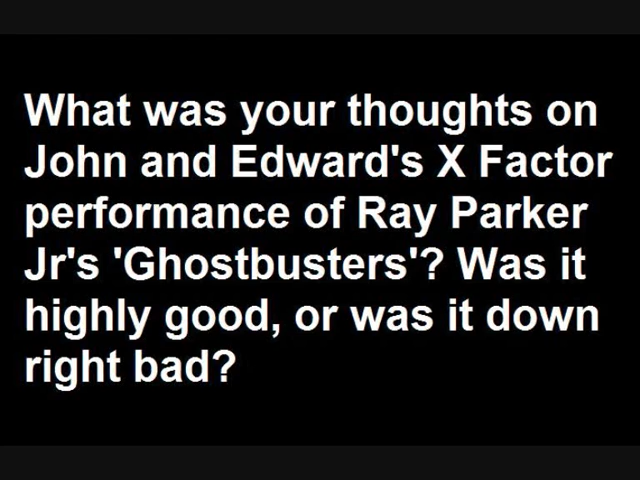 What was your thoughts on
John and Edward's X Factor
performance of Ray Parker
Jr's 'Ghostbusters'? Was it
highly good, or was it down
right bad?